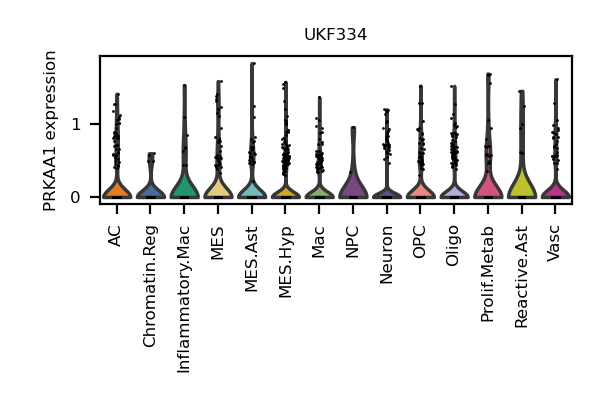 UKF334
PRKAA1 expression
1
0
AC
Chromatin.Reg
Inflammatory.Mac
MES
MES.Ast
MES.Hyp
Mac
NPC
Neuron
OPC
Oligo
Prolif.Metab
Reactive.Ast
Vasc